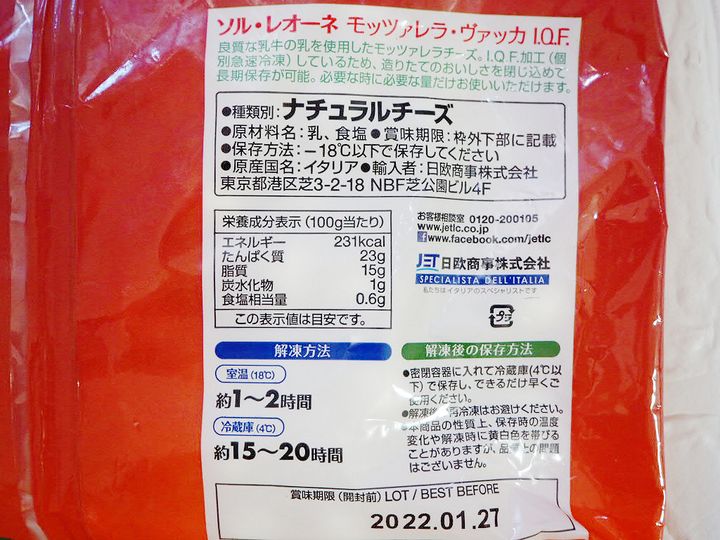 ソル・レオーネ モッツァレラ・ヴァッカ I.Q.F.
良質な乳牛の乳を使用したモッツァレラチーズ。I.Q.F.加工(個
別急速冷凍)しているため、造りたてのおいしさを閉じ込めて
長期保存が可能。必要な時に必要な量だけお使いいただけます。
●種類別:ナチュラルチーズ
●原材料名:乳、食塩●賞味期限:枠外下部に記載
●保存方法:−18℃以下で保存してください
●原産国名:イタリア●輸入者:日欧商事株式会社
東京都港区芝3-2-18 NBF芝公園ビル4F
栄養成分表示(100g当たり)
エネルギー 231kcal
たんぱく質 23g
脂質 15g
炭水化物 1g
食塩相当量 0.6g
この表示値は目安です。
お客様相談室 0120-200105
www.jetlc.co.jp
www.facebook.com/jetlc
JET 日欧商事株式会社
SPECIALISTA DELL'ITALIA
私たちはイタリアのスペシャリストです
プラ
解凍方法
室温(18℃)
約1〜2時間
冷蔵庫(4℃)
約15〜20時間
解凍後の保存方法
●密閉容器に入れて冷蔵庫(4℃以
下)で保存し、できるだけ早くご
使用ください。
●解凍後、再冷凍はお避けください。
●本商品の性質上、保存時の温度
変化や解凍時に黄白色を帯びる
ことがありますが、品質上の問題
はございません。
賞味期限(開封前) LOT / BEST BEFORE
2022.01.27